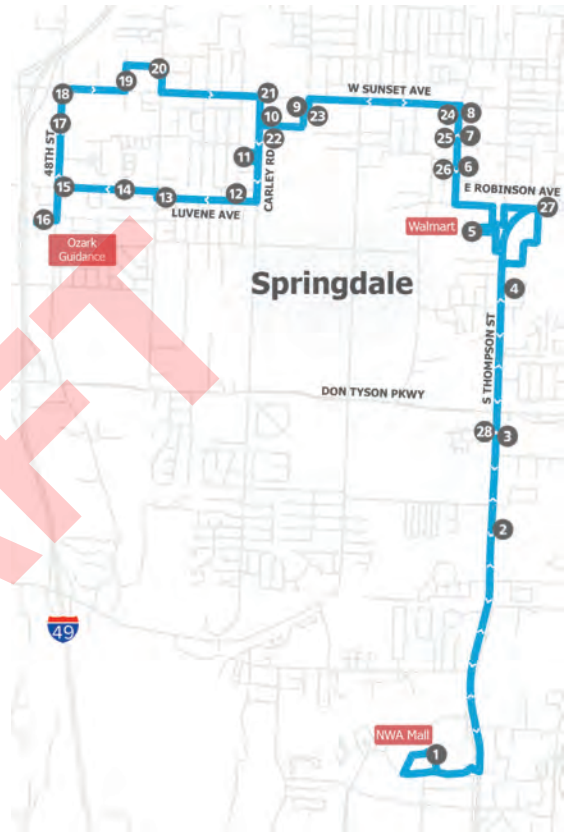 20
19
18
21
W SUNSET AVE
9
8
10
23
24
17
22
25
7
48TH ST
11
CARLEY RD
26
6
15
14
13
12
E ROBINSON AVE
27
16
LUVENE AVE
Walmart
5
Ozark
Guidance
Springdale
4
S THOMPSON ST
DON TYSON PKWY
28
3
2
49
NWA Mall
1